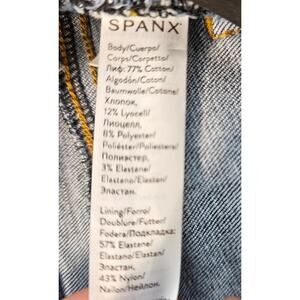 SPANX
Body/Cuerpo/
Corps/Corpetto/
Лиф: 77% Cotton/
Algodón/Coton/
Baumwolle/Cotone/
Хлопок,
12% Lyocell/
Лиоцелл,
8% Polyester/
Poliéster/Poliestere/
Полиэстер,
3% Elastane/
Elastano/Elastan/
Эластан.
Lining/Forro/
Doublure/Futter/
Fodera/Подкладка:
57% Elastane/
Elastano/Elastan/
Эластан,
43% Nylon/
Nailon/Нейлон.